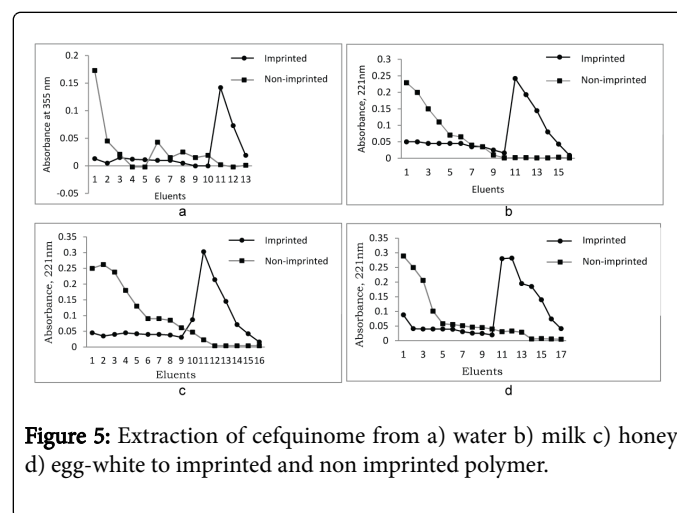 0.2
0.15
0.1
0.05
0
-0.05
Absorbance at 355 nm
Imprinted
Non-imprinted
1 2 3 4 5 6 7 8 9 10 11 12 13
Eluents
a
0.3
0.25
0.2
0.15
0.1
0.05
0
Absorbance, 221nm
Imprinted
Non-imprinted
1 3 5 7 9 11 13 15
Eluents
b
0.35
0.3
0.25
0.2
0.15
0.1
0.05
0
Absorbance, 221nm
Imprinted
Non-imprinted
1 2 3 4 5 6 7 8 9 10 11 12 13 14 15 16
Eluents
c
0.35
0.30
0.25
0.20
0.15
0.10
0.05
0
Absorbance, 221nm
Imprinted
Non-imprinted
1 3 5 7 9 11 13 15 17
Eluents
d
Figure 5: Extraction of cefquinome from a) water b) milk c) honey
d) egg-white to imprinted and non imprinted polymer.